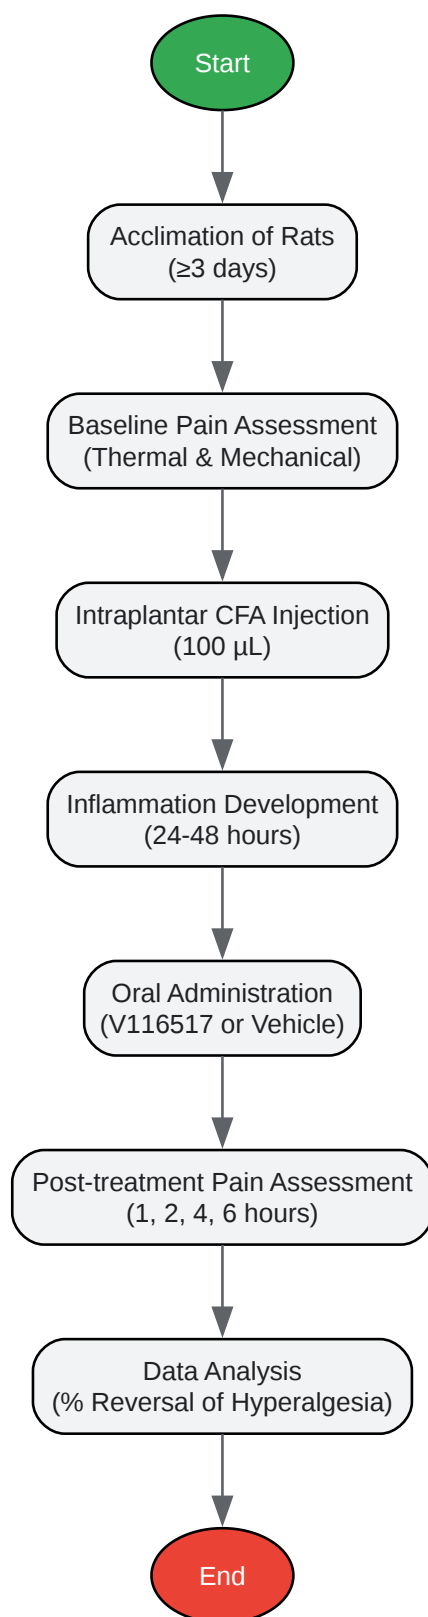 Start
Acclimation of Rats
(≥3 days)
Baseline Pain Assessment
(Thermal & Mechanical)
Intraplantar CFA Injection
(100 µL)
Inflammation Development
(24-48 hours)
Oral Administration
(V116517 or Vehicle)
Post-treatment Pain Assessment
(1, 2, 4, 6 hours)
Data Analysis
(% Reversal of Hyperalgesia)
End